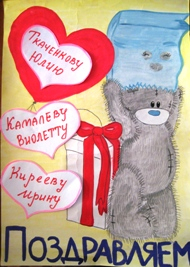 Ткаченкову
Юлию
Камалеву
Виолетту
Кирееву
Ирину
ПОЗДРАВЛЯЕМ